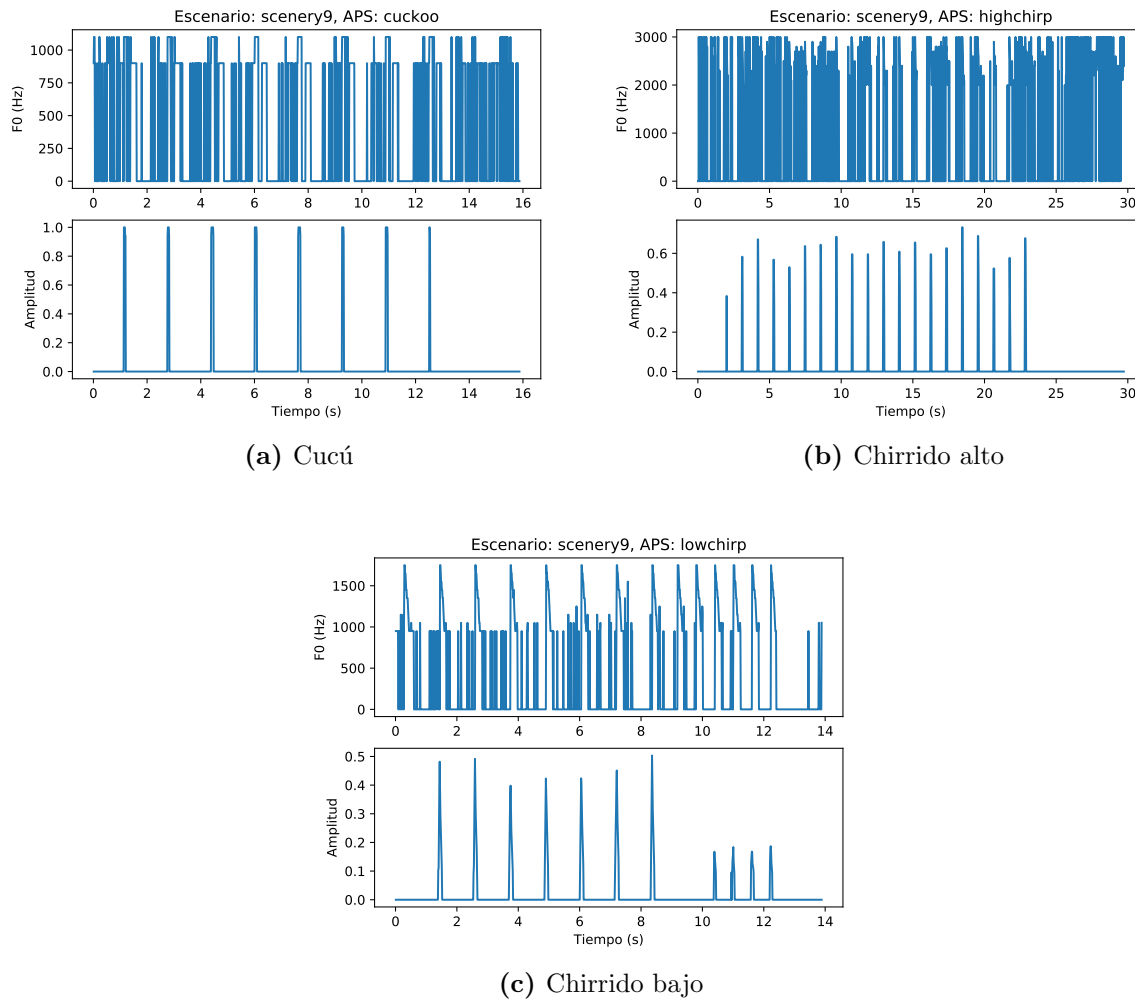 Escenario: scenery9, APS: cuckoo
F0 (Hz)
1000
750
500
250
0
0 2 4 6 8 10 12 14 16
Amplitud
1.0
0.8
0.6
0.4
0.2
0.0
0 2 4 6 8 10 12 14 16
Tiempo (s)
(a) Cucú
Escenario: scenery9, APS: highchirp
F0 (Hz)
3000
2000
1000
0
0 5 10 15 20 25 30
Amplitud
0.6
0.4
0.2
0.0
0 5 10 15 20 25 30
Tiempo (s)
(b) Chirrido alto
Escenario: scenery9, APS: lowchirp
F0 (Hz)
1500
1000
500
0
0 2 4 6 8 10 12 14
Amplitud
0.5
0.4
0.3
0.2
0.1
0.0
0 2 4 6 8 10 12 14
Tiempo (s)
(c) Chirrido bajo